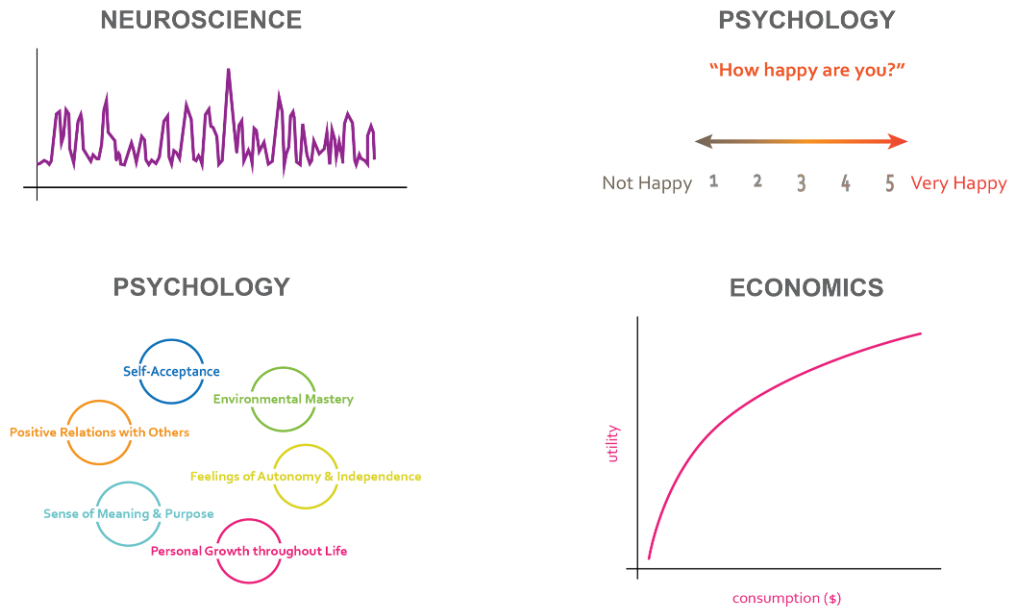 NEUROSCIENCE
PSYCHOLOGY
“How happy are you?”
Not Happy 1 2 3 4 5 Very Happy
PSYCHOLOGY
Self-Acceptance
Environmental Mastery
Positive Relations with Others
Feelings of Autonomy & Independence
Sense of Meaning & Purpose
Personal Growth throughout Life
ECONOMICS
utility
consumption ($)